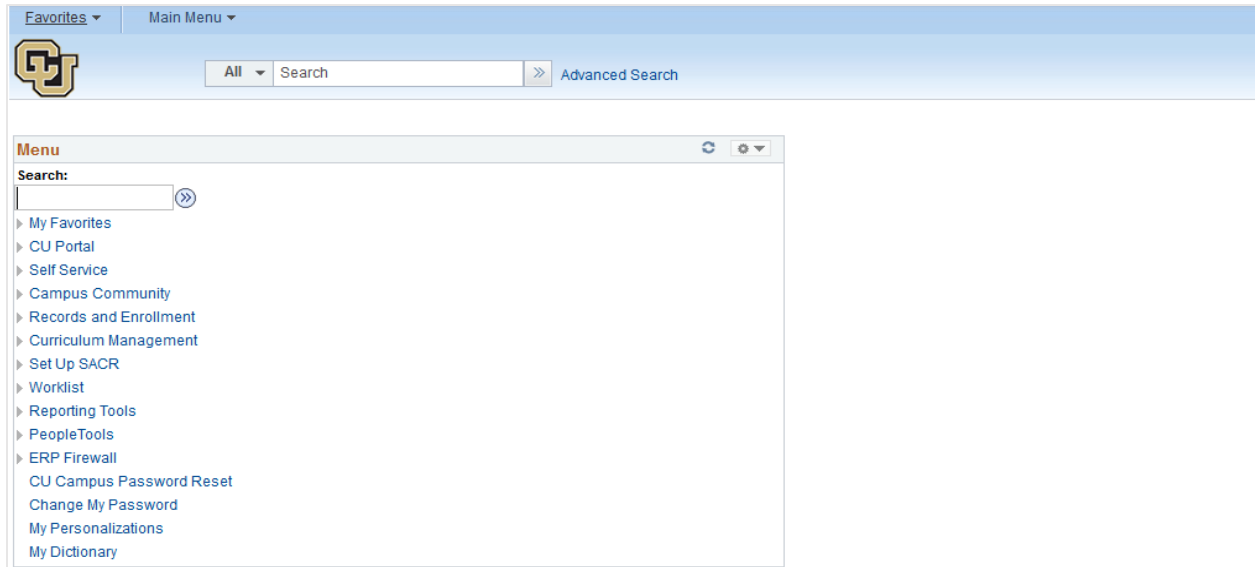 Favorites Main Menu
CU
All Search Advanced Search
Menu
Search:
My Favorites
CU Portal
Self Service
Campus Community
Records and Enrollment
Curriculum Management
Set Up SACR
Worklist
Reporting Tools
PeopleTools
ERP Firewall
CU Campus Password Reset
Change My Password
My Personalizations
My Dictionary